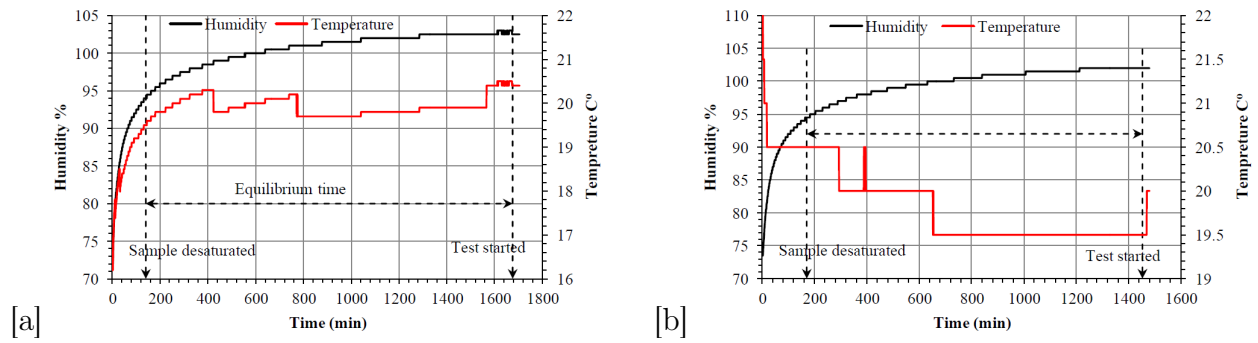 Humidity Temperature
110
105
100
95
90
85
80
75
70
Humidity %
22
21
20
19
18
17
16
Tempreture Cº
Equilibrium time
Sample desaturated
Test started
0 200 400 600 800 1000 1200 1400 1600 1800
Time (min)
[a]
Humidity Temperature
110
105
100
95
90
85
80
75
70
Humidity %
22
21.5
21
20.5
20
19.5
19
Tempreture Cº
Sample desaturated
Test started
0 200 400 600 800 1000 1200 1400 1600
Time (min)
[b]